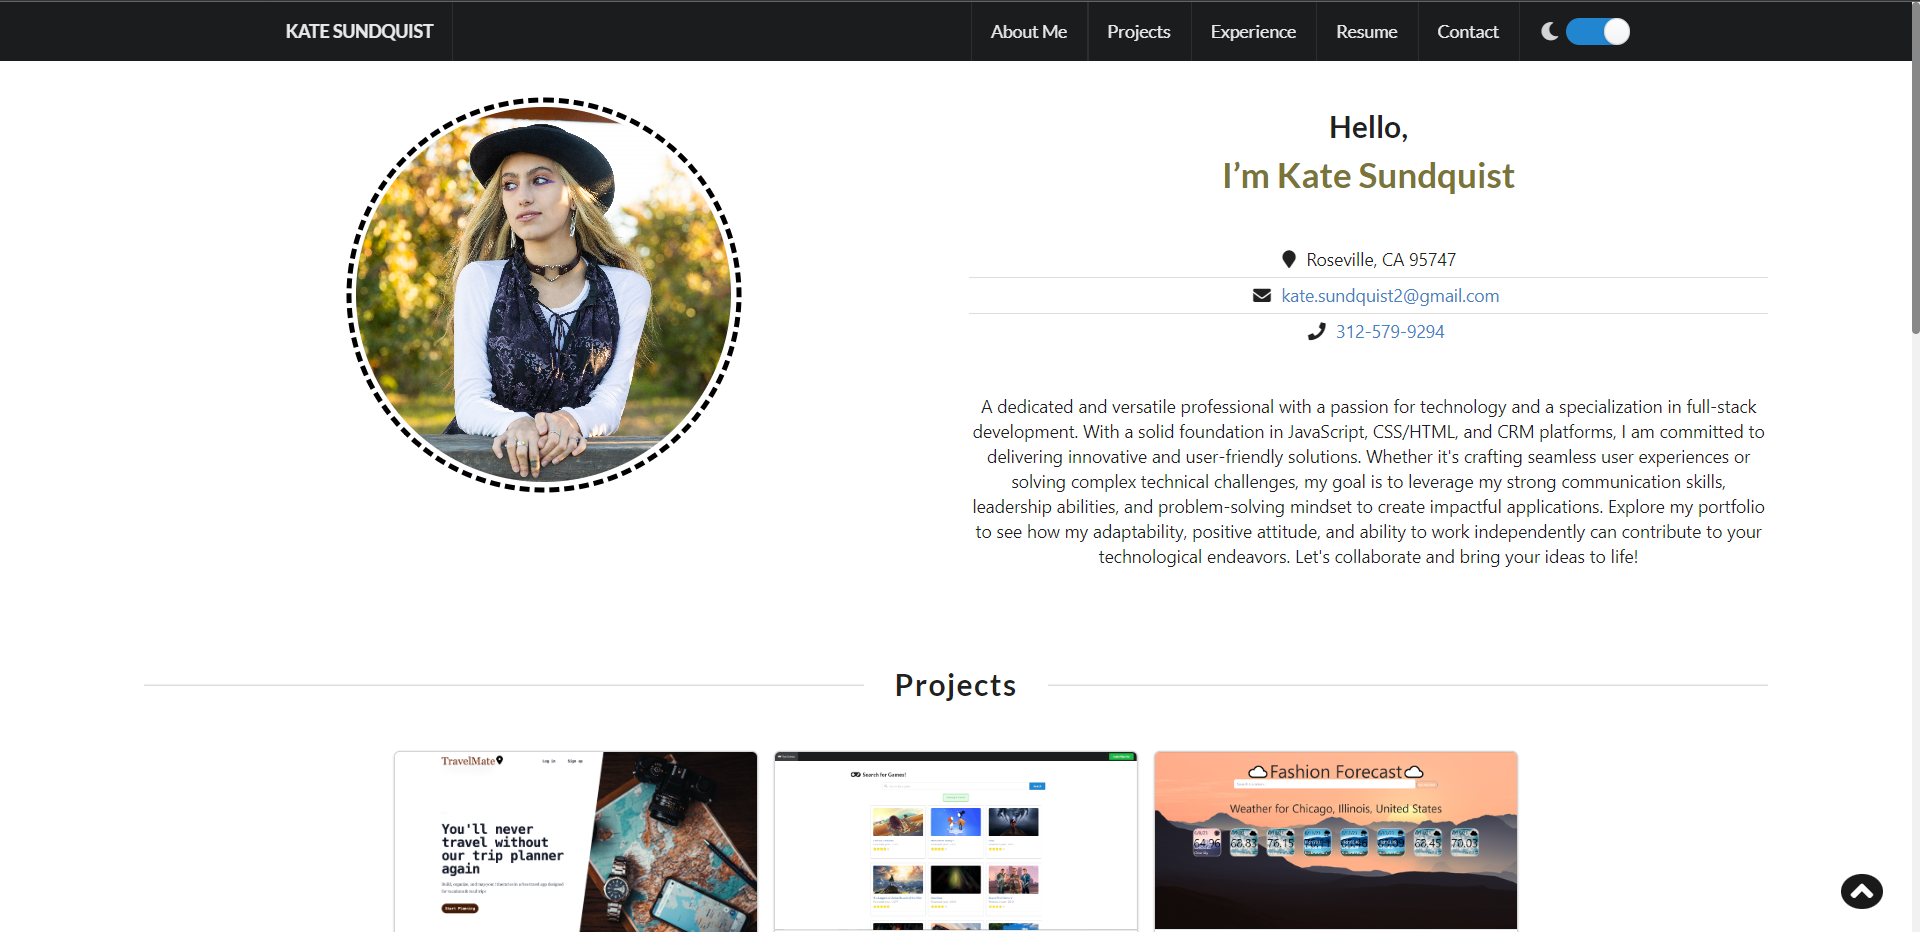 KATE SUNDQUIST
About Me
Projects
Experience
Resume
Contact
Hello,
I’m Kate Sundquist
Roseville, CA 95747
kate.sundquist2@gmail.com
312-579-9294
A dedicated and versatile professional with a passion for technology and a specialization in full-stack
development. With a solid foundation in JavaScript, CSS/HTML, and CRM platforms, I am committed to
delivering innovative and user-friendly solutions. Whether it's crafting seamless user experiences or
solving complex technical challenges, my goal is to leverage my strong communication skills,
leadership abilities, and problem-solving mindset to create impactful applications. Explore my portfolio
to see how my adaptability, positive attitude, and ability to work independently can contribute to your
technological endeavors. Let's collaborate and bring your ideas to life!
Projects
TravelMate
Log in
Sign up
You'll never
travel without
our trip planner
again
Start Planning
Search for Games!
Fashion Forecast
Weather for Chicago, Illinois, United States
64.96
68.83
76.15
68.45
70.03